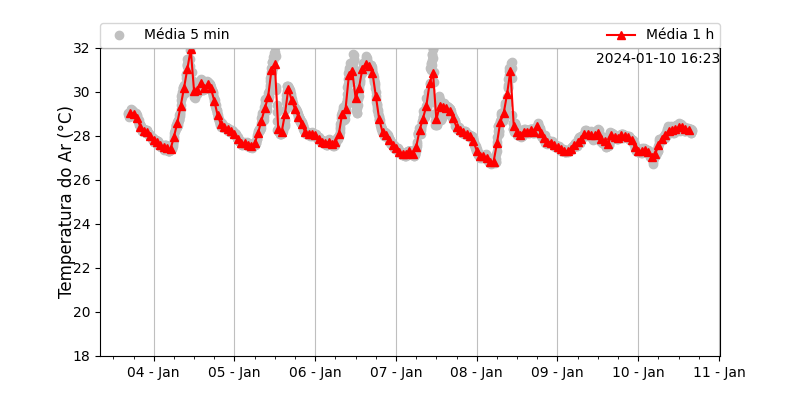 Média 5 min
Média 1 h
2024-01-10 16:23
Temperatura do Ar (°C)
32
30
28
26
24
22
20
18
04 - Jan
05 - Jan
06 - Jan
07 - Jan
08 - Jan
09 - Jan
10 - Jan
11 - Jan